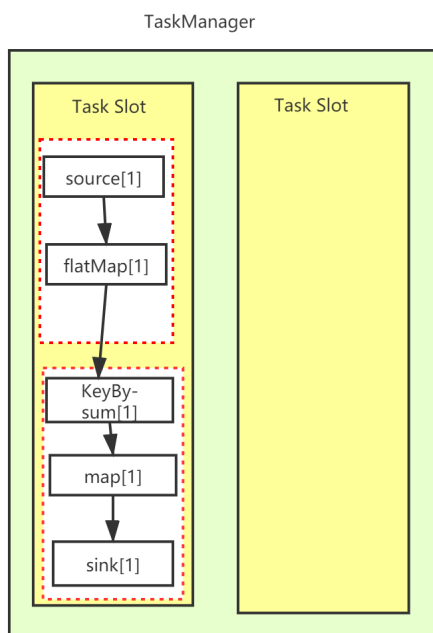 TaskManager
Task Slot
Task Slot
source[1]
flatMap[1]
KeyBy-
sum[1]
map[1]
sink[1]